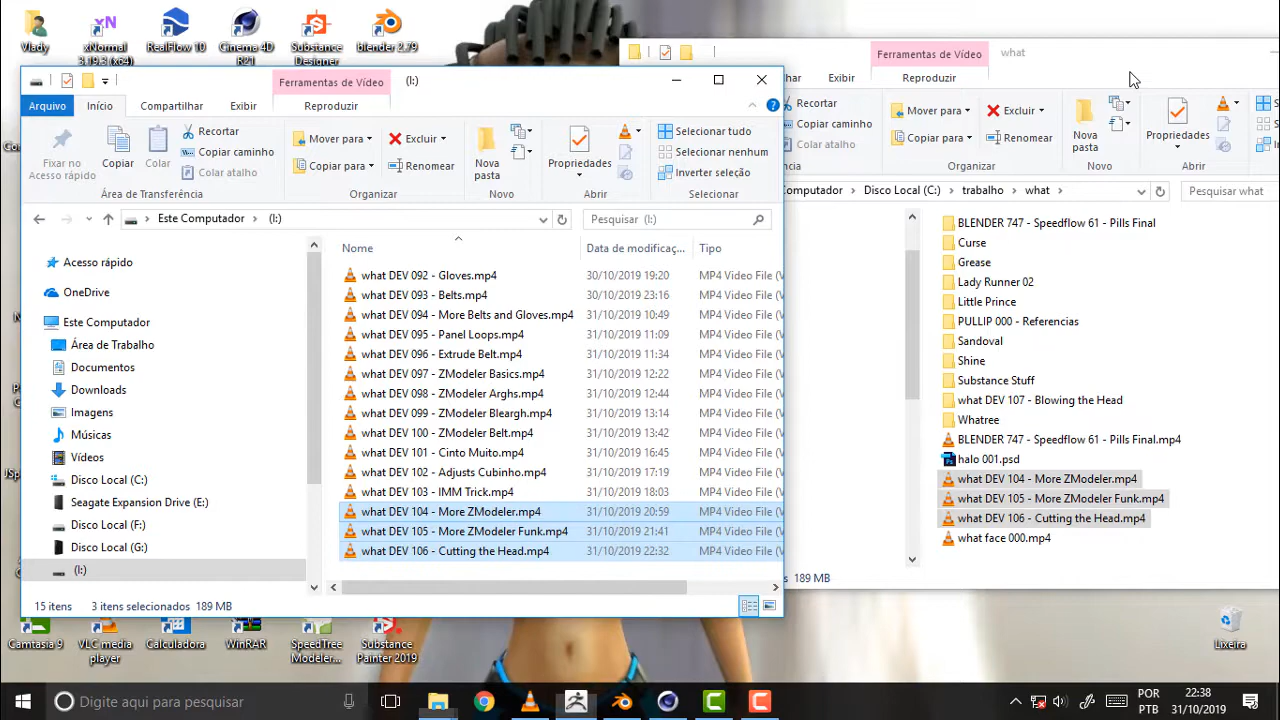 Vlady
xNormal
3.19.3 x64
RealFlow 10
Cinema 4D
R21
Substance
Designer
blender 2.79
Ferramentas de Vídeo
(I:)
Arquivo
Início
Compartilhar
Exibir
Reproduzir
Fixar no
Acesso rápido
Copiar
Colar
Recortar
Copiar caminho
Colar atalho
Área de Transferência
Mover para
Copiar para
Excluir
Renomear
Organizar
Nova
pasta
Novo
Propriedades
Abrir
Selecionar tudo
Selecionar nenhum
Inverter seleção
Selecionar
Este Computador
(I:)
Pesquisar (I:)
Acesso rápido
OneDrive
Este Computador
Área de Trabalho
Documentos
Downloads
Imagens
Músicas
Vídeos
Disco Local (C:)
Seagate Expansion Drive (E:)
Disco Local (F:)
Disco Local (G:)
(I:)
Nome Data de modificaç... Tipo
what DEV 092 - Gloves.mp4 30/10/2019 19:20 MP4 Video File (V
what DEV 093 - Belts.mp4 30/10/2019 23:16 MP4 Video File (V
what DEV 094 - More Belts and Gloves.mp4 31/10/2019 10:49 MP4 Video File (V
what DEV 095 - Panel Loops.mp4 31/10/2019 11:09 MP4 Video File (V
what DEV 096 - Extrude Belt.mp4 31/10/2019 11:34 MP4 Video File (V
what DEV 097 - ZModeler Basics.mp4 31/10/2019 12:22 MP4 Video File (V
what DEV 098 - ZModeler Arghs.mp4 31/10/2019 12:44 MP4 Video File (V
what DEV 099 - ZModeler Bleargh.mp4 31/10/2019 13:14 MP4 Video File (V
what DEV 100 - ZModeler Belt.mp4 31/10/2019 13:42 MP4 Video File (V
what DEV 101 - Cinto Muito.mp4 31/10/2019 16:45 MP4 Video File (V
what DEV 102 - Adjusts Cubinho.mp4 31/10/2019 17:19 MP4 Video File (V
what DEV 103 - IMM Trick.mp4 31/10/2019 18:03 MP4 Video File (V
what DEV 104 - More ZModeler.mp4 31/10/2019 20:59 MP4 Video File (V
what DEV 105 - More ZModeler Funk.mp4 31/10/2019 21:41 MP4 Video File (V
what DEV 106 - Cutting the Head.mp4 31/10/2019 22:32 MP4 Video File (V
15 itens 3 itens selecionados 189 MB
Ferramentas de Vídeo
what
har
Exibir
Reproduzir
Recortar
Copiar caminho
Colar atalho
Mover para
Copiar para
Excluir
Renomear
Organizar
Nova
pasta
Novo
Propriedades
Abrir
Computador
Disco Local (C:)
trabalho
what
Pesquisar what
BLENDER 747 - Speedflow 61 - Pills Final
Curse
Grease
Lady Runner 02
Little Prince
PULLIP 000 - Referencias
Sandoval
Shine
Substance Stuff
what DEV 107 - Blowing the Head
Whatree
BLENDER 747 - Speedflow 61 - Pills Final.mp4
halo 001.psd
what DEV 104 - More ZModeler.mp4
what DEV 105 - More ZModeler Funk.mp4
what DEV 106 - Cutting the Head.mp4
what face 000.mp4
189 MB
Camtasia 9
VLC media
player
Calculadora
WinRAR
SpeedTree
Modeler...
Substance
Painter 2019
Lixeira
Digite aqui para pesquisar
POR
PTB
22:38
31/10/2019